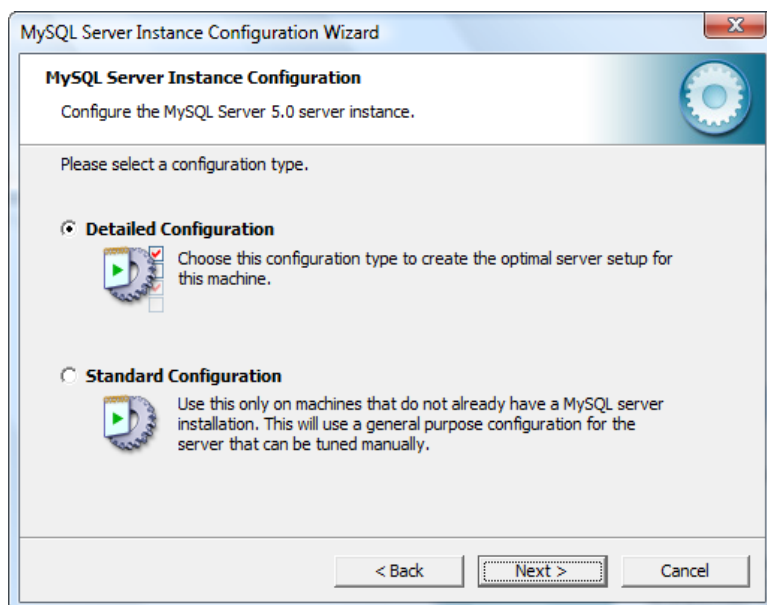 MySQL Server Instance Configuration Wizard
MySQL Server Instance Configuration
Configure the MySQL Server 5.0 server instance.
Please select a configuration type.
Detailed Configuration
Choose this configuration type to create the optimal server setup for
this machine.
Standard Configuration
Use this only on machines that do not already have a MySQL server
installation. This will use a general purpose configuration for the
server that can be tuned manually.
< Back
Next >
Cancel